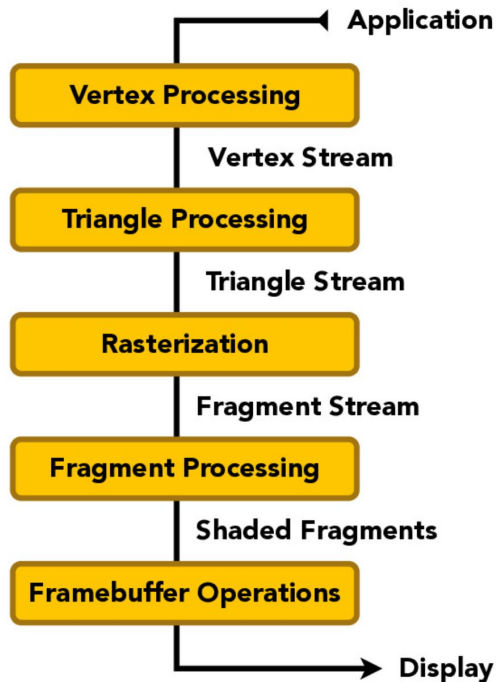 Application
Vertex Processing
Vertex Stream
Triangle Processing
Triangle Stream
Rasterization
Fragment Stream
Fragment Processing
Shaded Fragments
Framebuffer Operations
Display